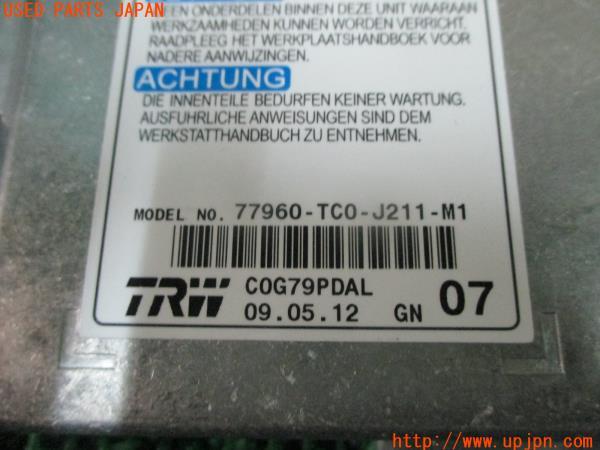 USED PARTS JAPAN
GEEN ONDERDELEN BINNEN DEZE UNIT WAARAAN
WERKZAAMHEDEN KUNNEN WORDEN VERRICHT.
RAADPLEEG HET WERKPLAATSHANDBOEK VOOR
NADERE AANWIJZINGEN.
ACHTUNG
DIE INNENTEILE BEDURFEN KEINER WARTUNG.
AUSFUHRLICHE ANWEISUNGEN SIND DEM
WERKSTATTHANDBUCH ZU ENTNEHMEN.
MODEL NO. 77960-TC0-J211-M1
TRW C0G79PDAL
09.05.12 GN 07
http://www.upjpn.com/